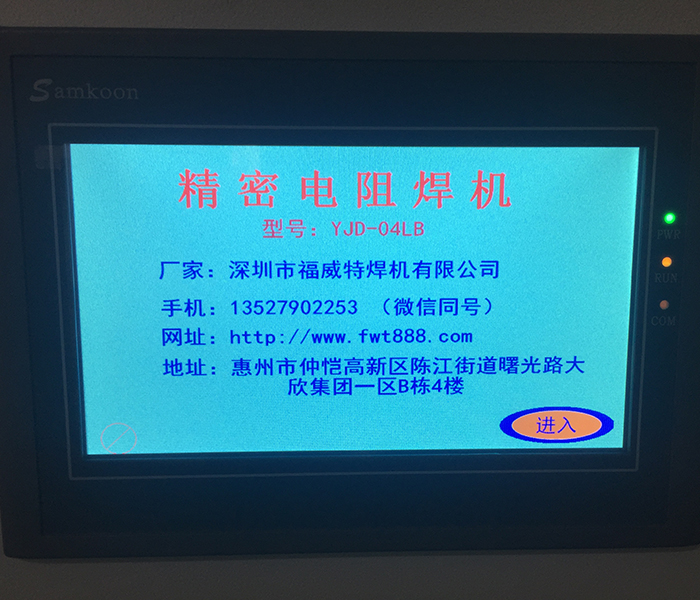 Samkoon
精密电阻焊机
型号：YJD-04LB
PWR
厂家：深圳市福威特焊机有限公司
RUN
手机：13527902253 （微信同号）
COM
网址：http://www.fwt888.com
地址：惠州市仲恺高新区陈江街道曙光路大
欣集团一区B栋4楼
进入